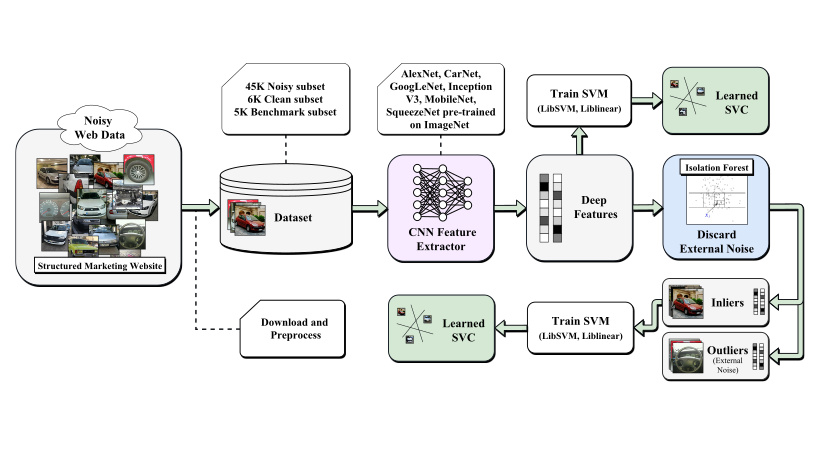 Noisy
Web Data
Structured Marketing Website
45K Noisy subset
6K Clean subset
5K Benchmark subset
Dataset
Download and
Preprocess
AlexNet, CarNet,
GoogLeNet, Inception
V3, MobileNet,
SqueezeNet pre-trained
on ImageNet
CNN Feature
Extractor
Train SVM
(LibSVM, Liblinear)
Learned
SVC
Deep
Features
Isolation Forest
Discard
External Noise
Inliers
Outliers
(External
Noise)
Train SVM
(LibSVM, Liblinear)
Learned
SVC